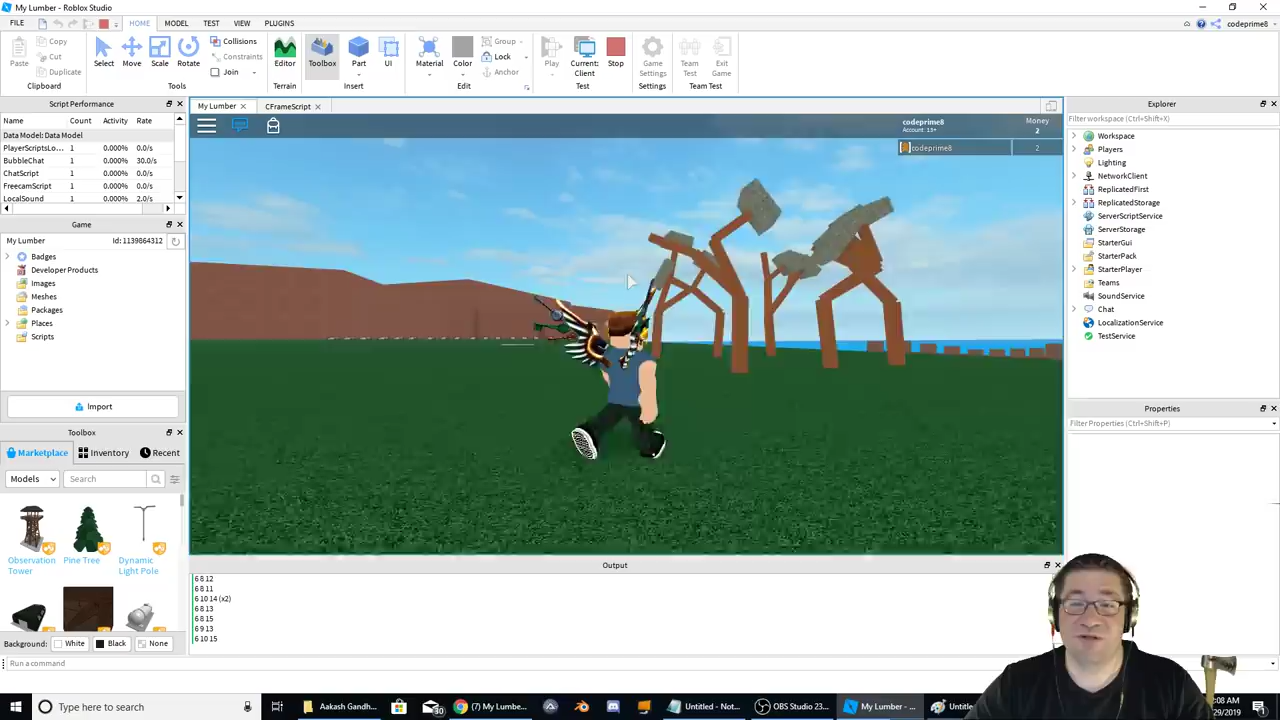 My Lumber - Roblox Studio
FILE
HOME
MODEL
TEST
VIEW
PLUGINS
codeprime8
Paste
Copy
Cut
Duplicate
Clipboard
Select
Move
Scale
Rotate
Collisions
Constraints
Join
Tools
Editor
Terrain
Toolbox
Part
UI
Insert
Material
Color
Group
Lock
Anchor
Edit
Play
Current:
Client
Stop
Test
Game
Settings
Settings
Team
Test
Exit
Game
Team Test
Script Performance
Name Count Activity Rate
Data Model: Data Model
PlayerScriptsLo... 1 0.000% 0.0/s
BubbleChat 1 0.000% 30.0/s
ChatScript 1 0.000% 0.0/s
FreecamScript 1 0.000% 0.0/s
LocalSound 1 0.000% 2.0/s
Game
My Lumber Id: 1139864312
Badges
Developer Products
Images
Meshes
Packages
Places
Scripts
Import
Toolbox
Marketplace
Inventory
Recent
Models
Search
Observation
Tower
Pine Tree
Dynamic
Light Pole
Background: White Black None
Run a command
My Lumber
CFrameScript
codeprime8
Account: 13+
Money
2
codeprime8 2
Output
6 8 12
6 8 11
6 10 14 (x2)
6 8 13
6 8 15
6 9 13
6 10 15
Explorer
Filter workspace (Ctrl+Shift+X)
Workspace
Players
Lighting
NetworkClient
ReplicatedFirst
ReplicatedStorage
ServerScriptService
ServerStorage
StarterGui
StarterPack
StarterPlayer
Teams
SoundService
Chat
LocalizationService
TestService
Properties
Filter Properties (Ctrl+Shift+P)
Type here to search
Aakash Gandh...
30
(7) My Lumbe...
Untitled - Not...
OBS Studio 23...
My Lumber - ...